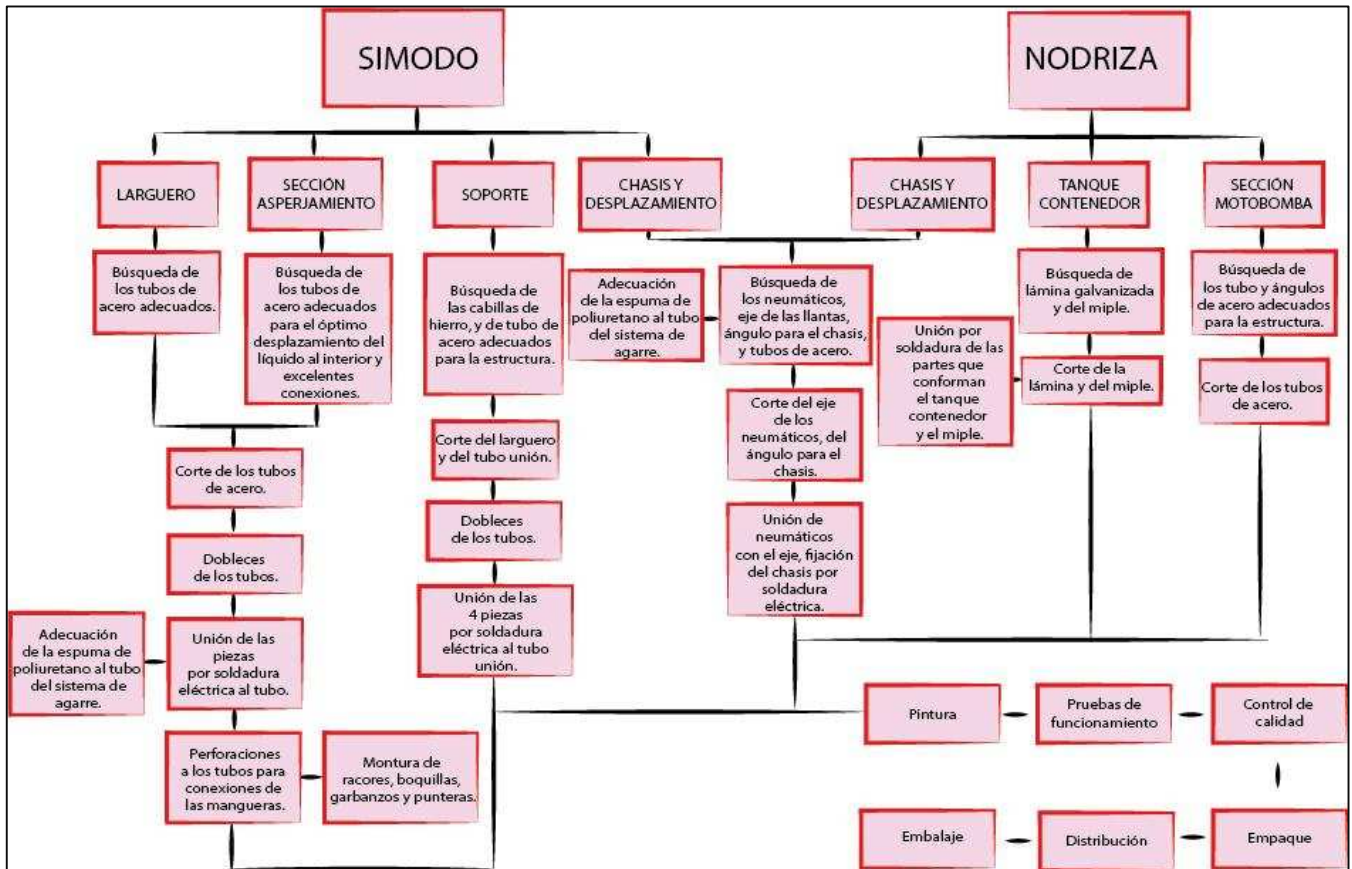 SIMODO
NODRIZA
LARGUERO
SECCIÓN
ASPERJAMIENTO
SOPORTE
CHASIS Y
DESPLAZAMIENTO
CHASIS Y
DESPLAZAMIENTO
TANQUE
CONTENEDOR
SECCIÓN
MOTOBOMBA
Búsqueda de
los tubos de
acero adecuados.
Búsqueda de
los tubos de
acero adecuados
para el óptimo
desplazamiento del
líquido al interior y
excelentes
conexiones.
Búsqueda de
las cabillas de
hierro, y de tubo de
acero adecuados
para la estructura.
Adecuación
de la espuma de
poliuretano al tubo
del sistema de
agarre.
Búsqueda de
los neumáticos,
eje de las llantas,
ángulo para el chasis,
y tubos de acero.
Búsqueda de
lámina galvanizada
y del miple.
Búsqueda de
los tubo y ángulos
de acero adecuados
para la estructura.
Unión por
soldadura de las
partes que
conforman
el tanque
contenedor
y el miple.
Corte de la
lámina y del miple.
Corte de los tubos
de acero.
Corte de los tubos
de acero.
Corte del larguero
y del tubo unión.
Corte del eje
de los
neumáticos, del
ángulo para el
chasis.
Dobleces
de los tubos.
Dobleces
de los tubos.
Unión de
neumáticos
con el eje, fijación
del chasis por
soldadura
eléctrica.
Adecuación
de la espuma de
poliuretano al tubo
del sistema de
agarre.
Unión de las
piezas
por soldadura
eléctrica al tubo.
Unión de las
4 piezas
por soldadura
eléctrica al tubo
unión.
Pintura
Pruebas de
funcionamiento
Control de
calidad
Perforaciones
a los tubos para
conexiones de
las mangueras.
Montura de
racores, boquillas,
garbanzos y punteras.
Embalaje
Distribución
Empaque